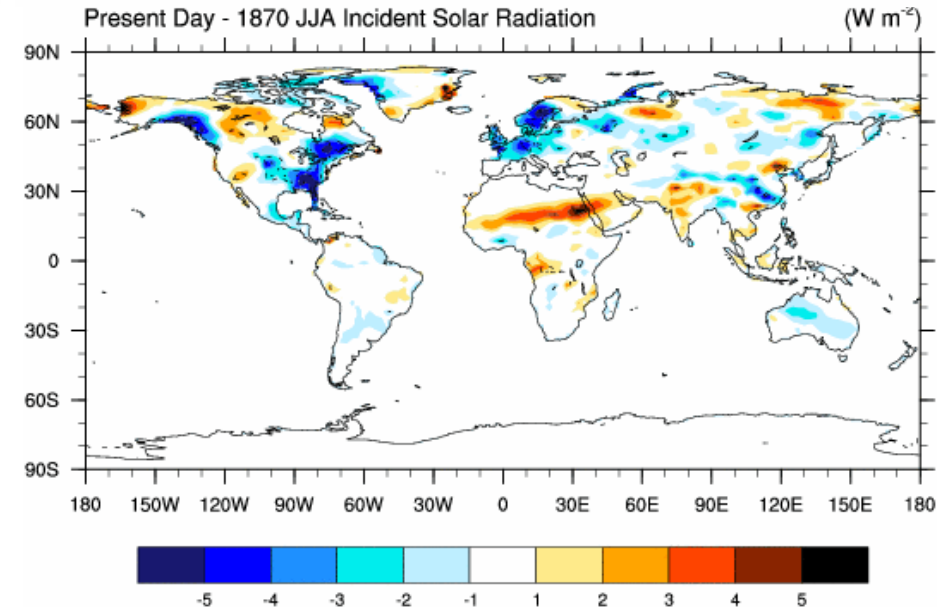 Present Day - 1870 JJA Incident Solar Radiation (W m⁻²)
90N
60N
30N
0
30S
60S
90S
180 150W 120W 90W 60W 30W 0 30E 60E 90E 120E 150E 180
-5 -4 -3 -2 -1 1 2 3 4 5